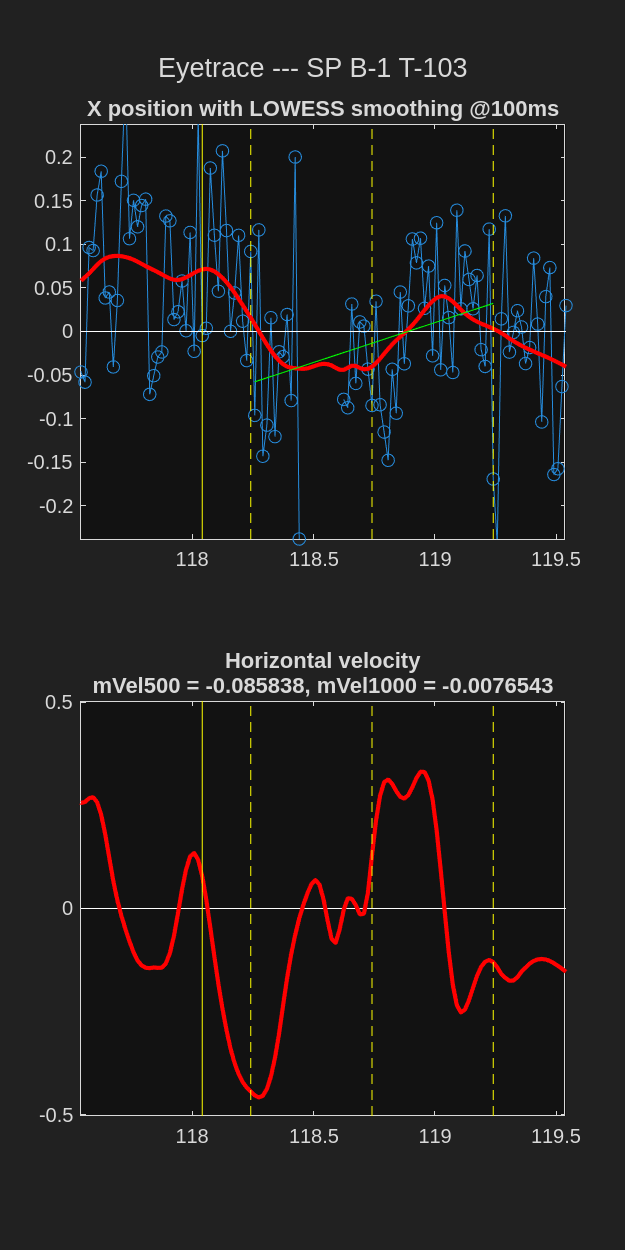 Eyetrace --- SP B-1 T-103
X position with LOWESS smoothing @100ms
0.2
0.15
0.1
0.05
0
-0.05
-0.1
-0.15
-0.2
118 118.5 119 119.5
Horizontal velocity
mVel500 = -0.085838, mVel1000 = -0.0076543
0.5
0
-0.5
118 118.5 119 119.5